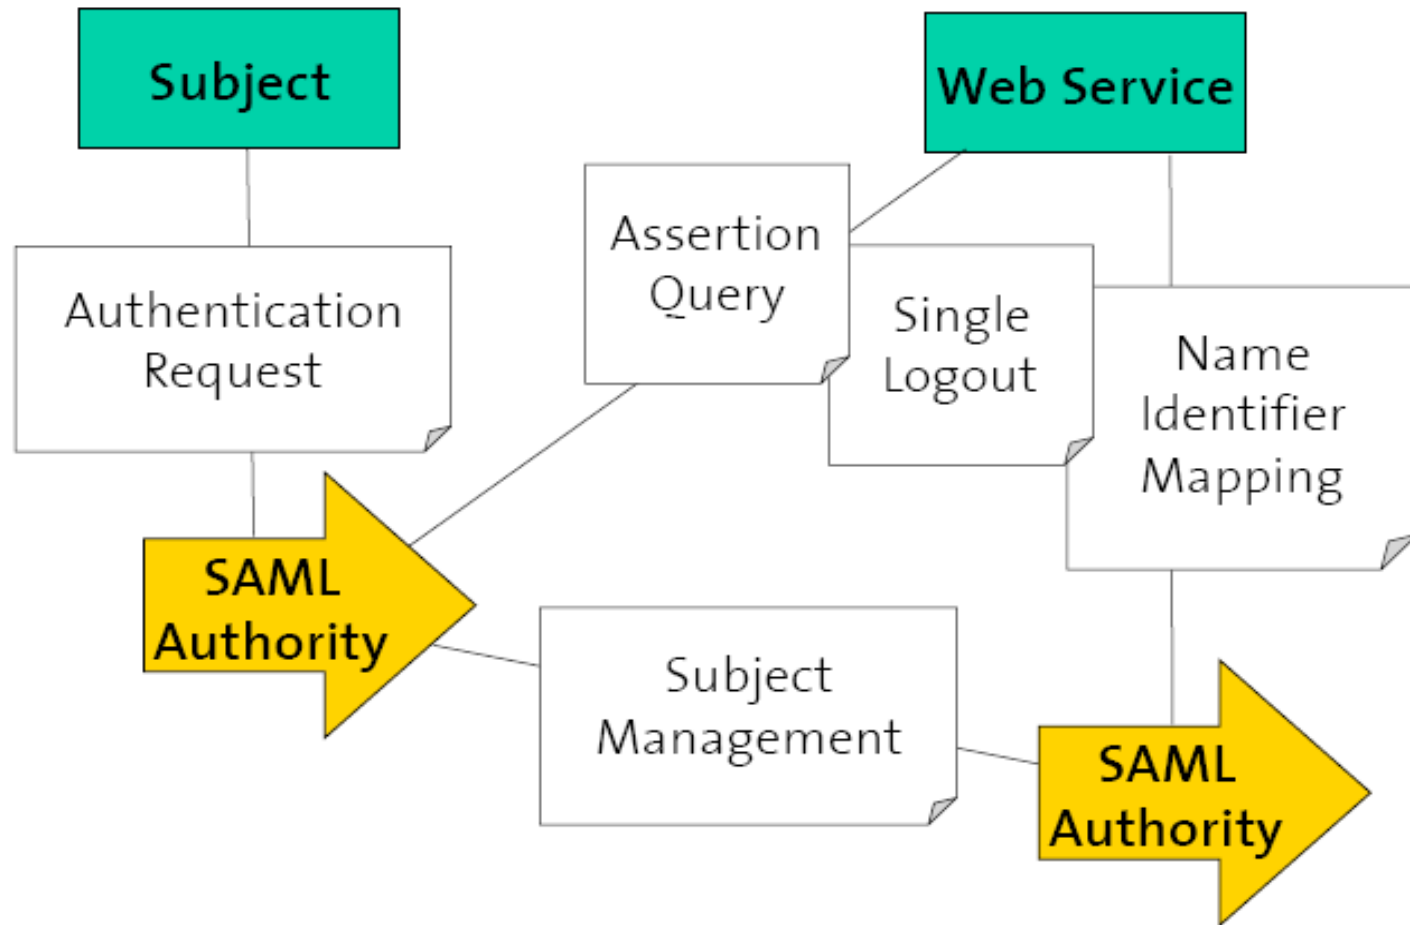 Subject
Web Service
Assertion
Query
Authentication
Request
Single
Logout
Name
Identifier
Mapping
SAML
Authority
Subject
Management
SAML
Authority